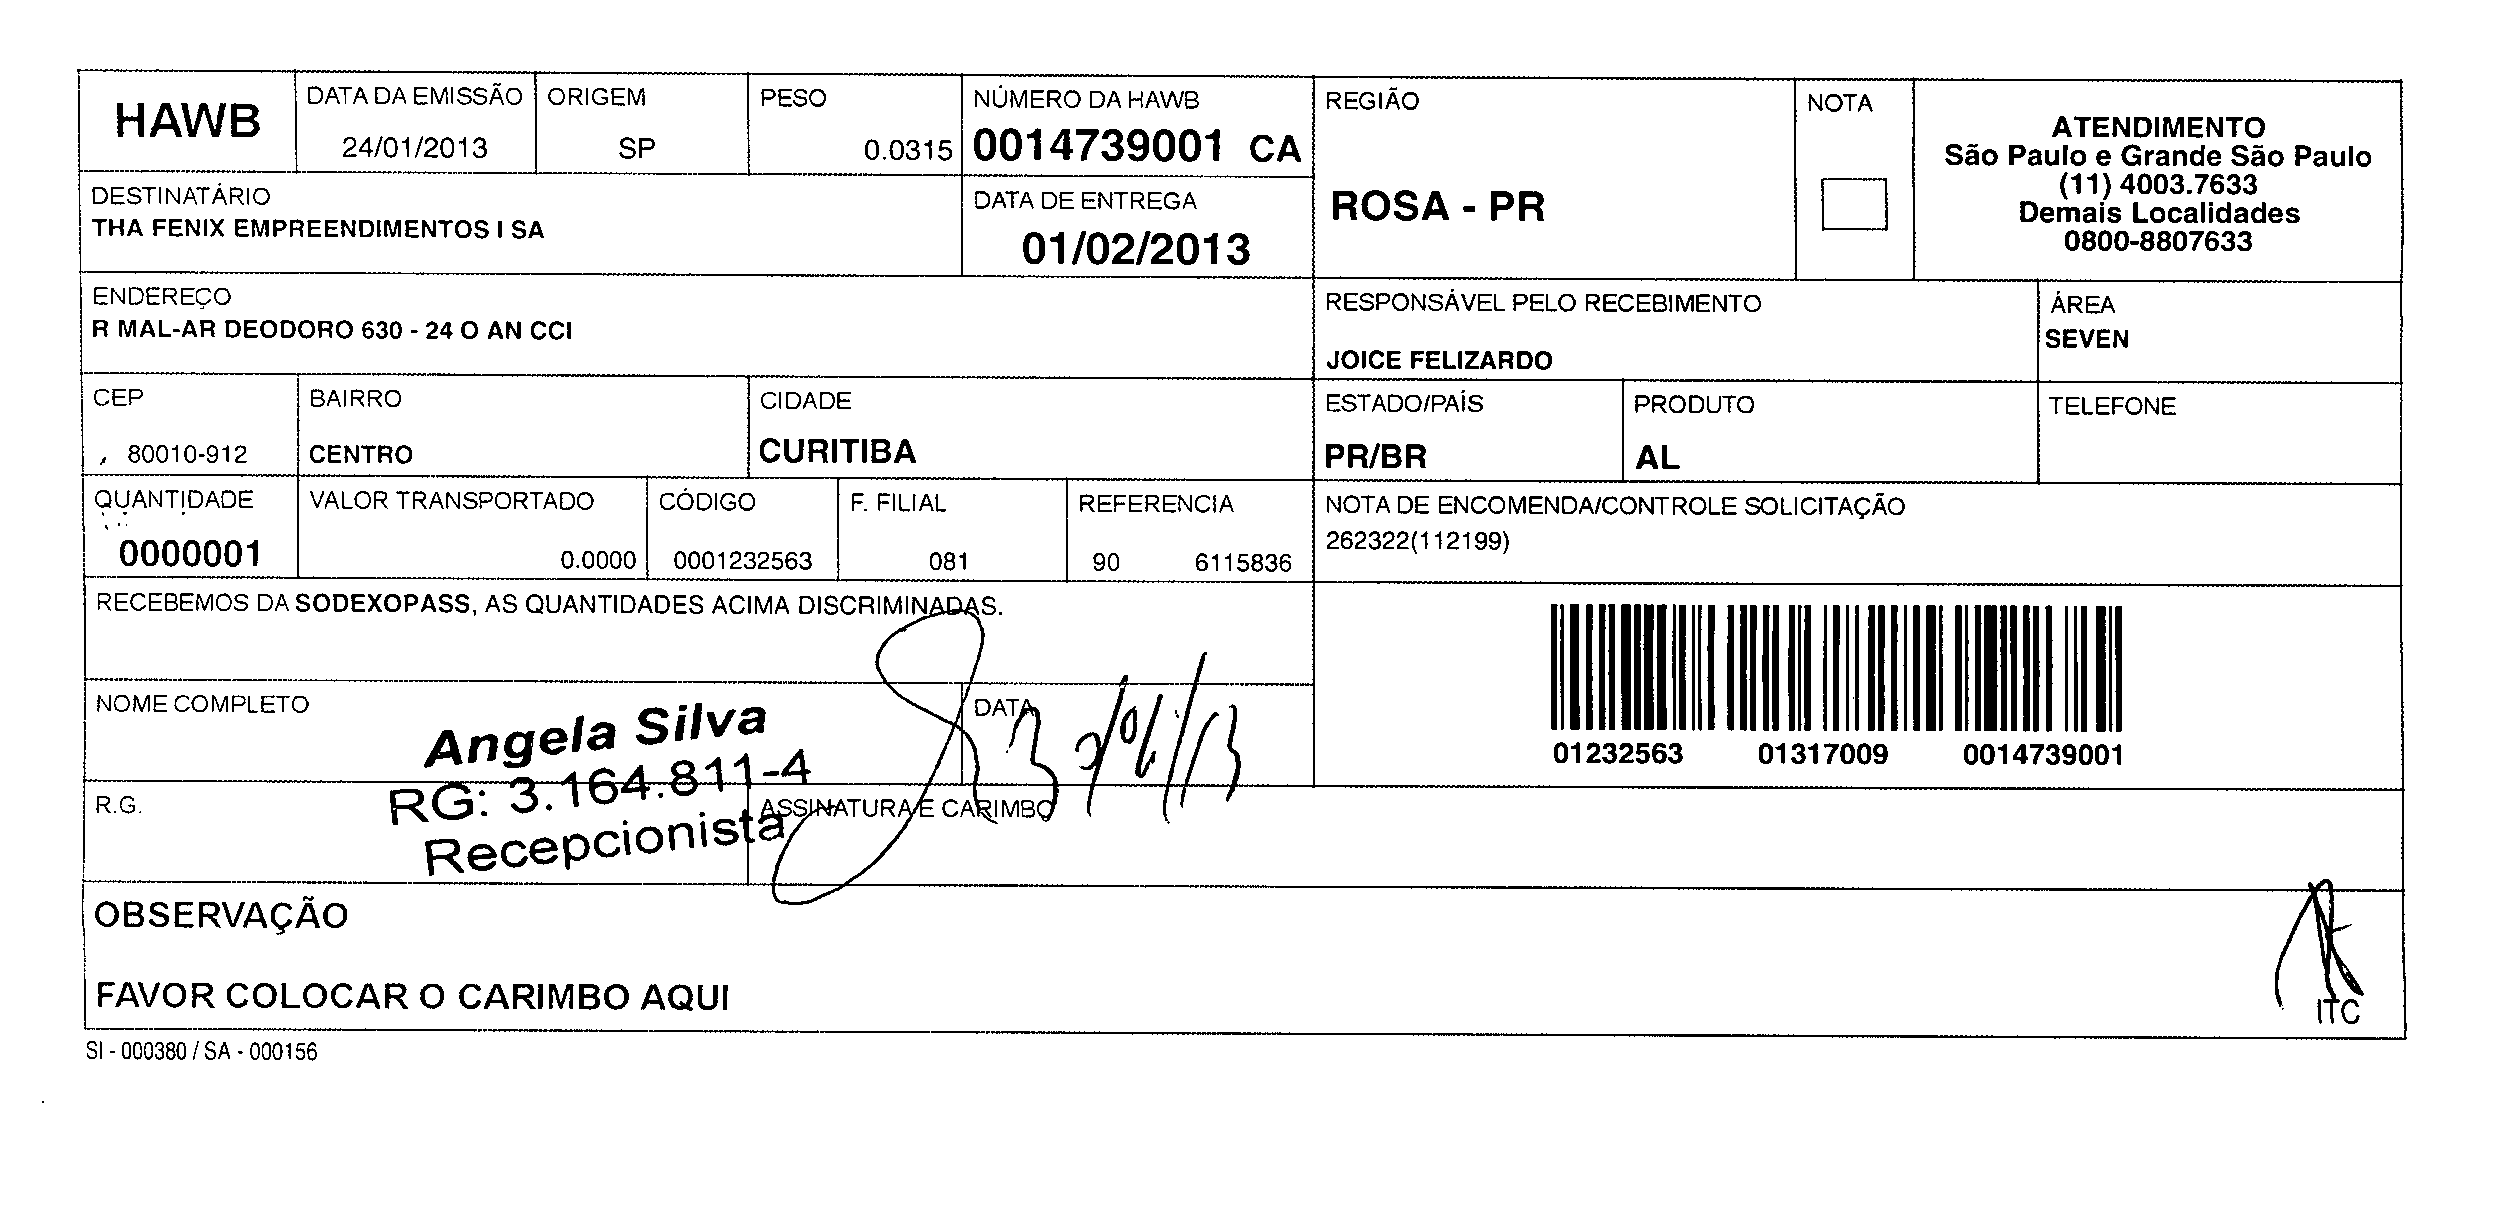 HAWB
DATA DA EMISSÃO
24/01/2013
ORIGEM
SP
PESO
0.0315
NÚMERO DA HAWB
0014739001 CA
REGIÃO
ROSA - PR
NOTA
ATENDIMENTO
São Paulo e Grande São Paulo
(11) 4003.7633
Demais Localidades
0800-8807633
DESTINATÁRIO
THA FENIX EMPREENDIMENTOS I SA
DATA DE ENTREGA
01/02/2013
ENDEREÇO
R MAL-AR DEODORO 630 - 24 O AN CCI
RESPONSÁVEL PELO RECEBIMENTO
JOICE FELIZARDO
ÁREA
SEVEN
CEP
80010-912
BAIRRO
CENTRO
CIDADE
CURITIBA
ESTADO/PAÍS
PR/BR
PRODUTO
AL
TELEFONE
QUANTIDADE
0000001
VALOR TRANSPORTADO
0.0000
CÓDIGO
0001232563
F. FILIAL
081
REFERENCIA
90 6115836
NOTA DE ENCOMENDA/CONTROLE SOLICITAÇÃO
262322(112199)
RECEBEMOS DA SODEXOPASS, AS QUANTIDADES ACIMA DISCRIMINADAS.
01232563 01317009 0014739001
NOME COMPLETO
Angela Silva
RG: 3.164.811-4
Recepcionista
DATA
R.G.
ASSINATURA E CARIMBO
OBSERVAÇÃO
FAVOR COLOCAR O CARIMBO AQUI
ITC
SI - 000380 / SA - 000156